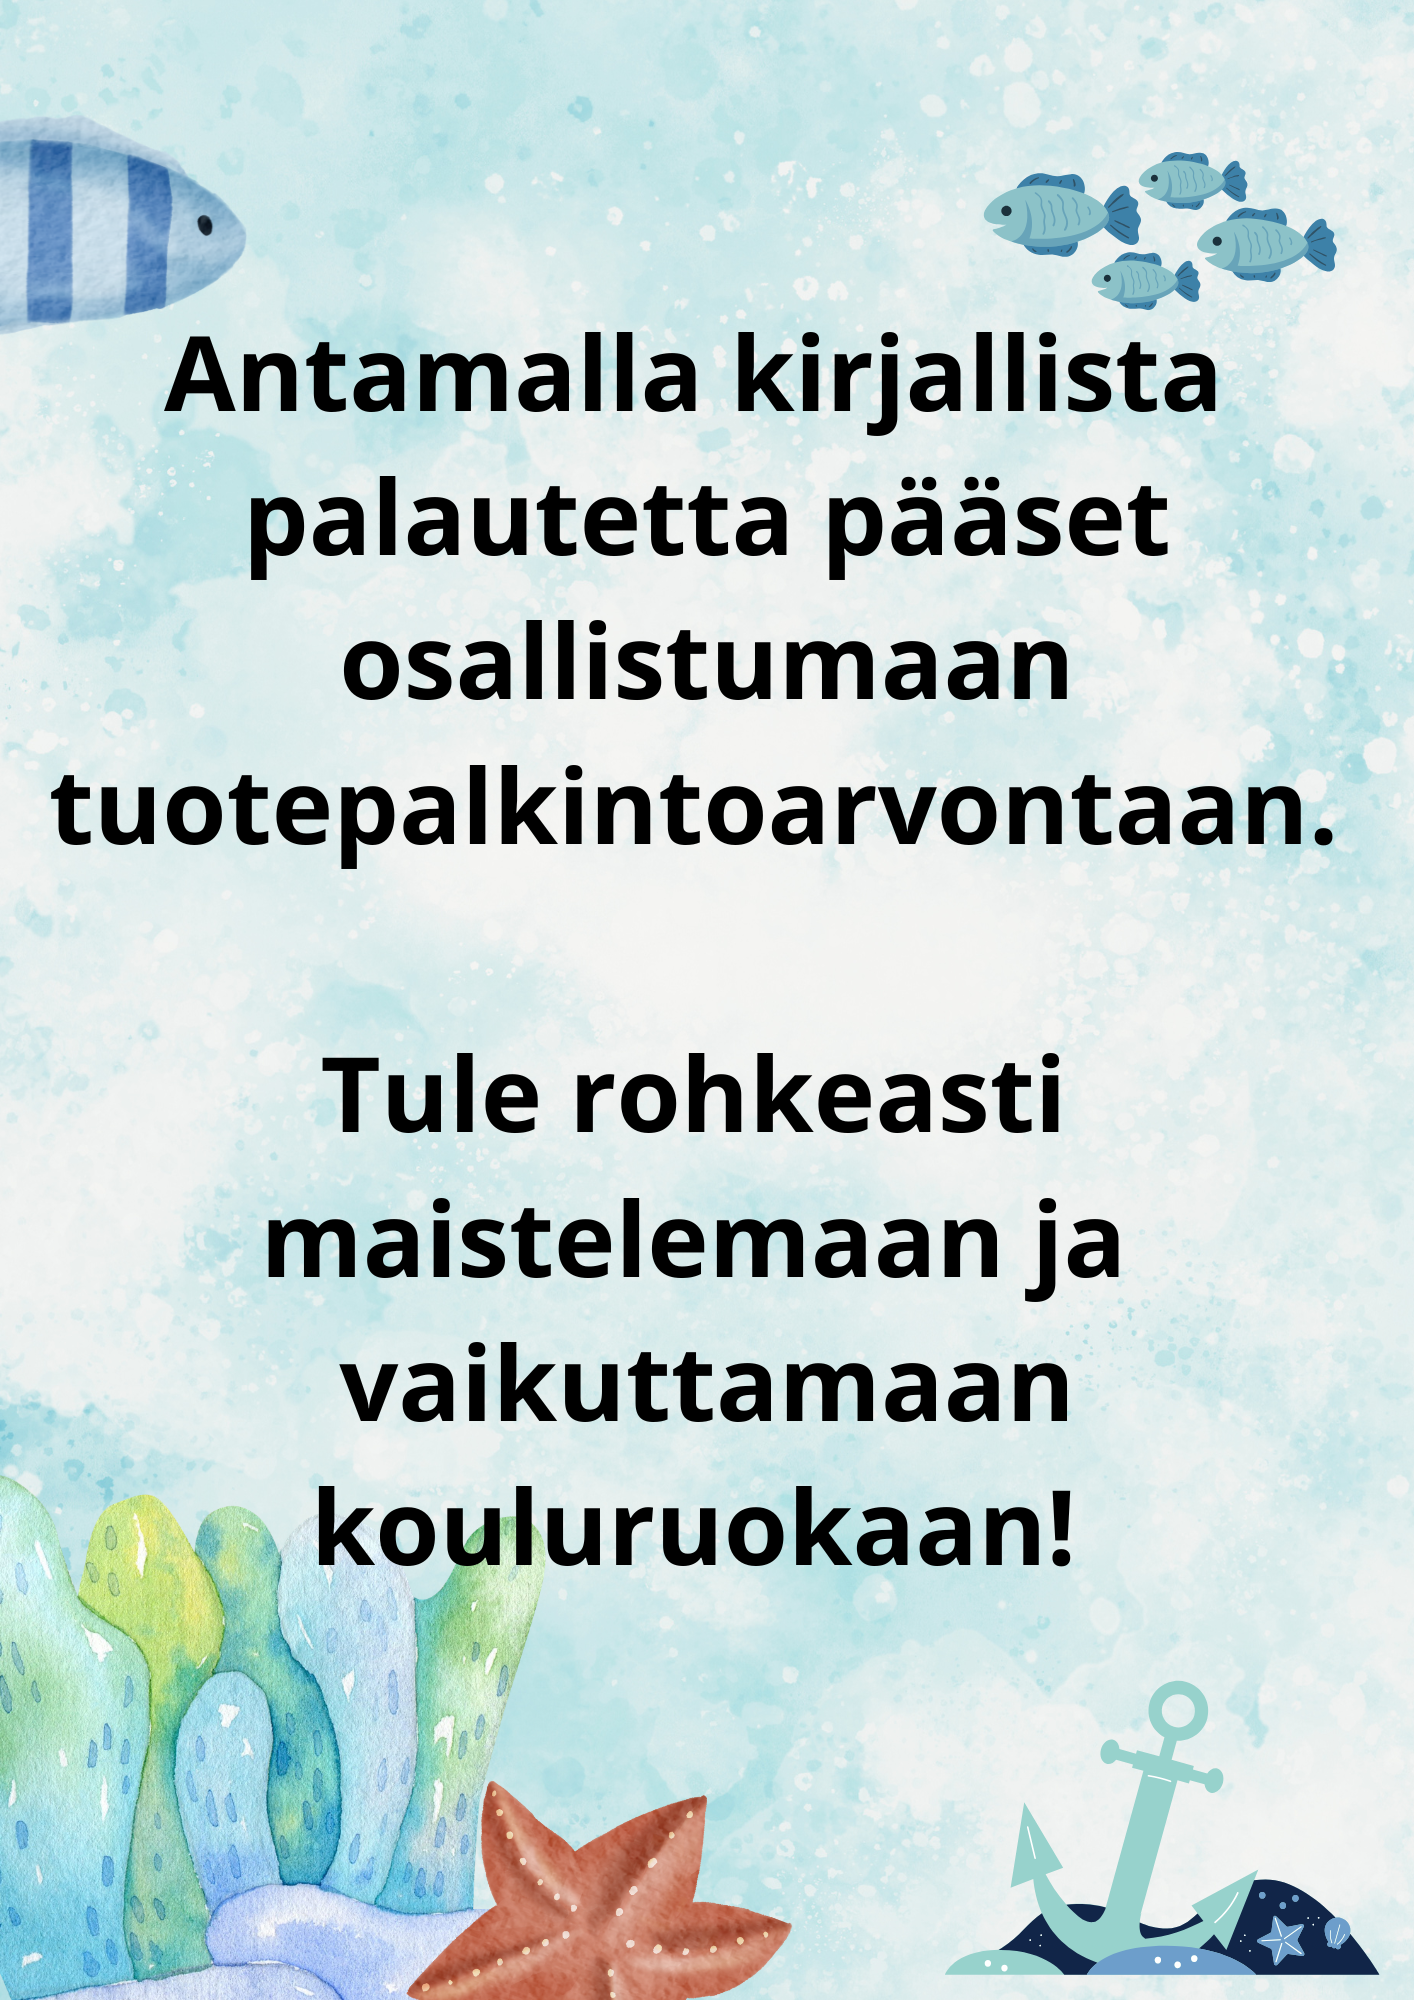 Antamalla kirjallista
palautetta pääset
osallistumaan
tuotepalkintoarvontaan.
Tule rohkeasti
maistelemaan ja
vaikuttamaan
kouluruokaan!